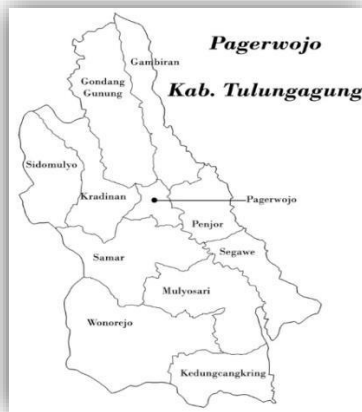 Pagerwojo
Kab. Tulungagung
Gambiran
Gondang
Gunung
Sidomulyo
Kradinan
Pagerwojo
Penjor
Segawe
Samar
Mulyosari
Wonorejo
Kedungcangkring